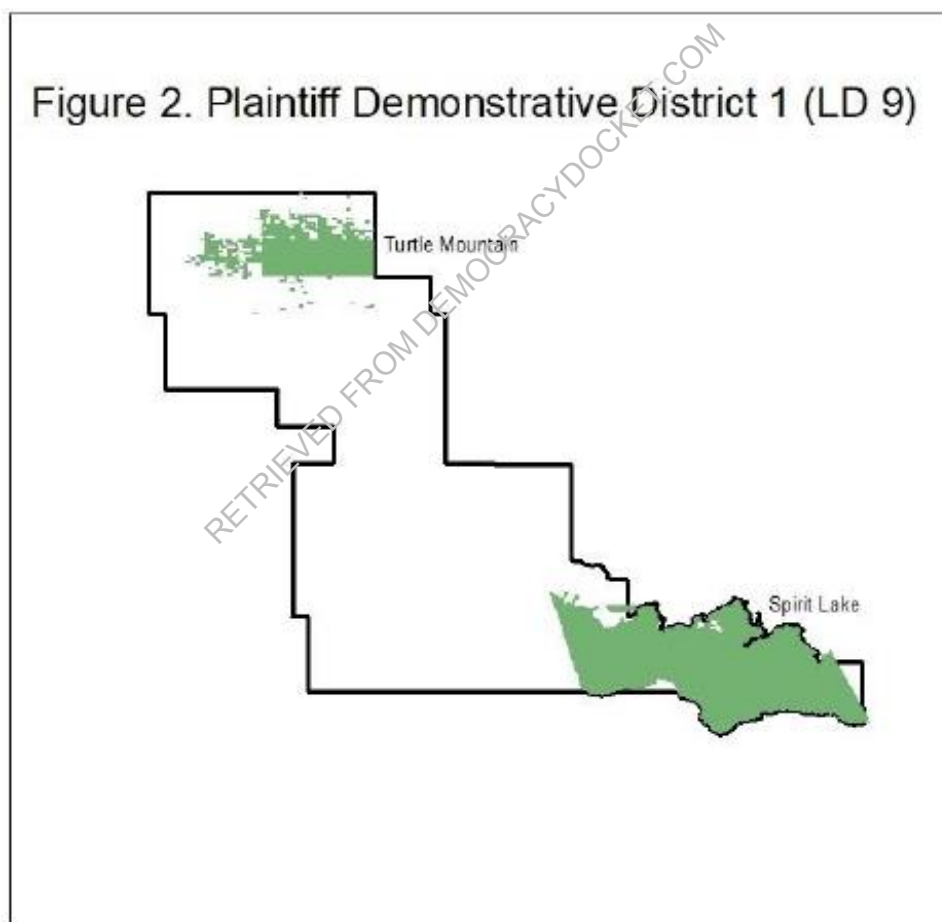 Figure 2. Plaintiff Demonstrative District 1 (LD 9)
Turtle Mountain
Spirit Lake
RETRIEVED FROM DEMOCRACYDOCKET.COM